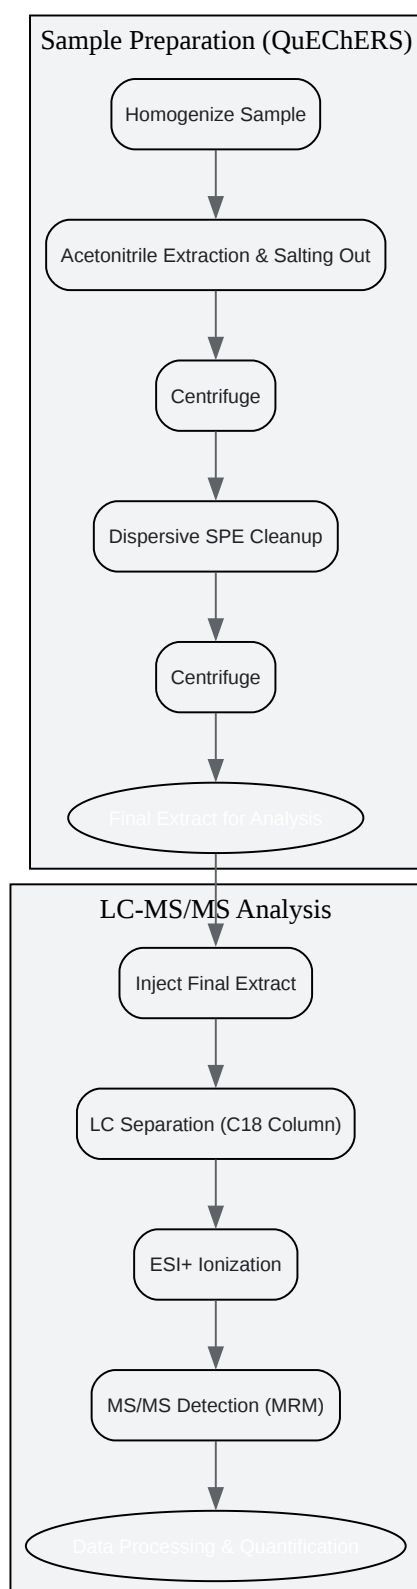 Sample Preparation (QuEChERS)
Homogenize Sample
Acetonitrile Extraction & Salting Out
Centrifuge
Dispersive SPE Cleanup
Centrifuge
Final Extract for Analysis
LC-MS/MS Analysis
Inject Final Extract
LC Separation (C18 Column)
ESI+ Ionization
MS/MS Detection (MRM)
Data Processing & Quantification